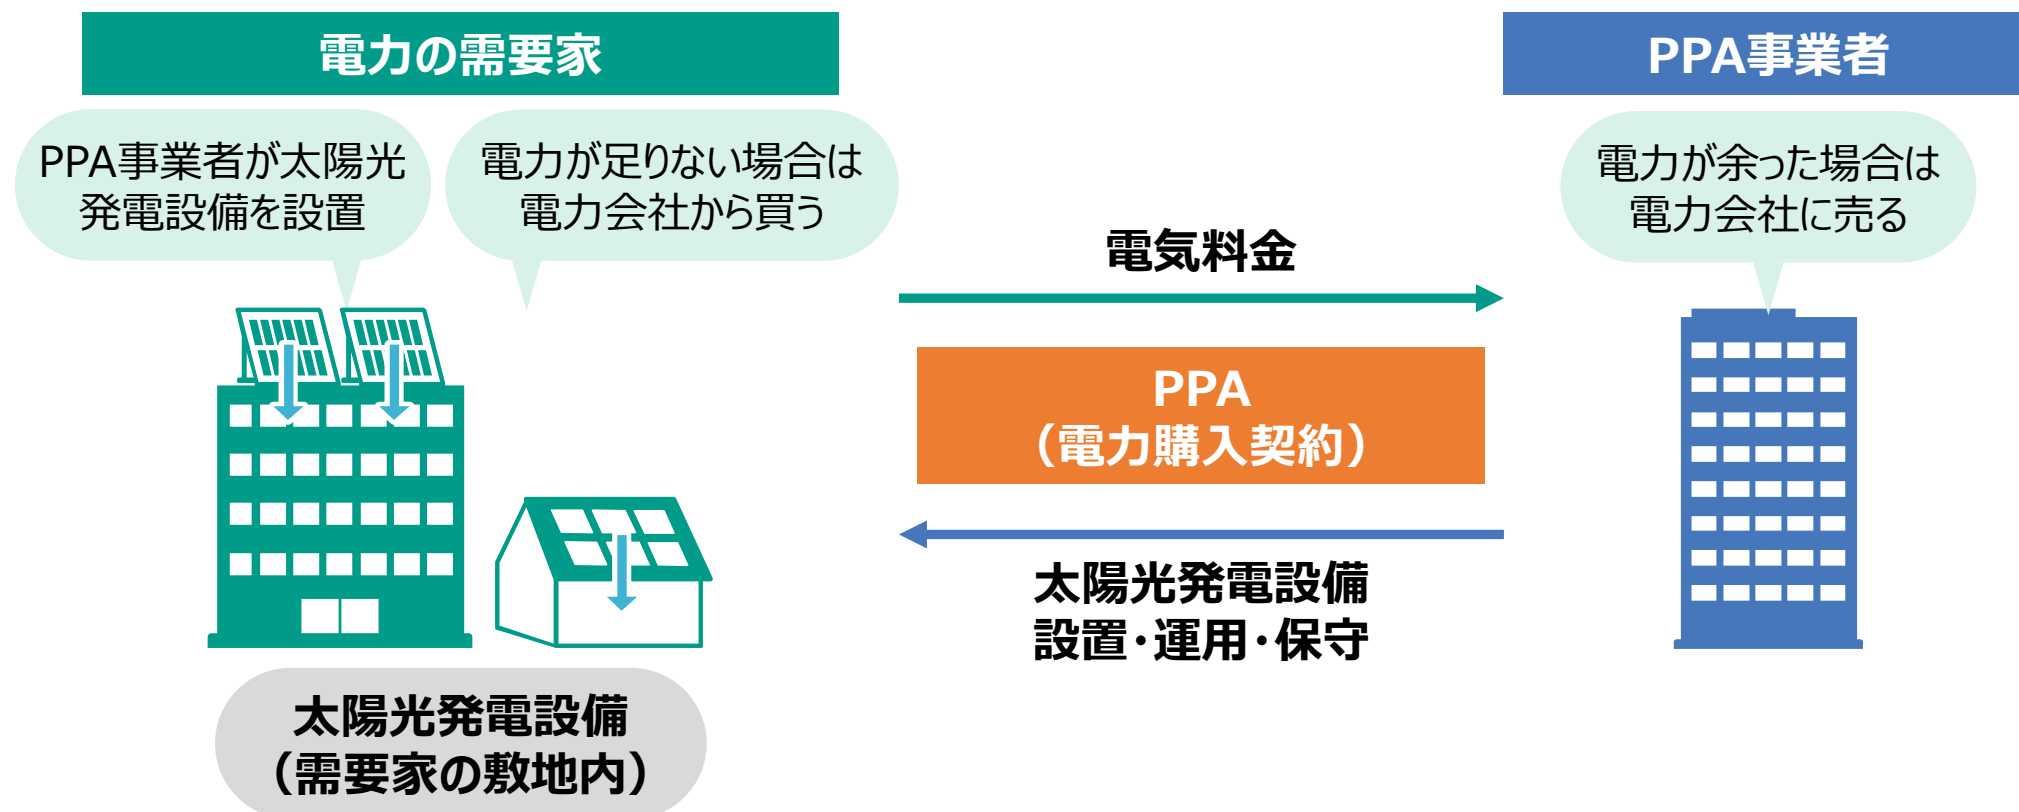 電力の需要家
PPA事業者
PPA事業者が太陽光
発電設備を設置
電力が足りない場合は
電力会社から買う
電力が余った場合は
電力会社に売る
電気料金
PPA
（電力購入契約）
太陽光発電設備
設置・運用・保守
太陽光発電設備
（需要家の敷地内）